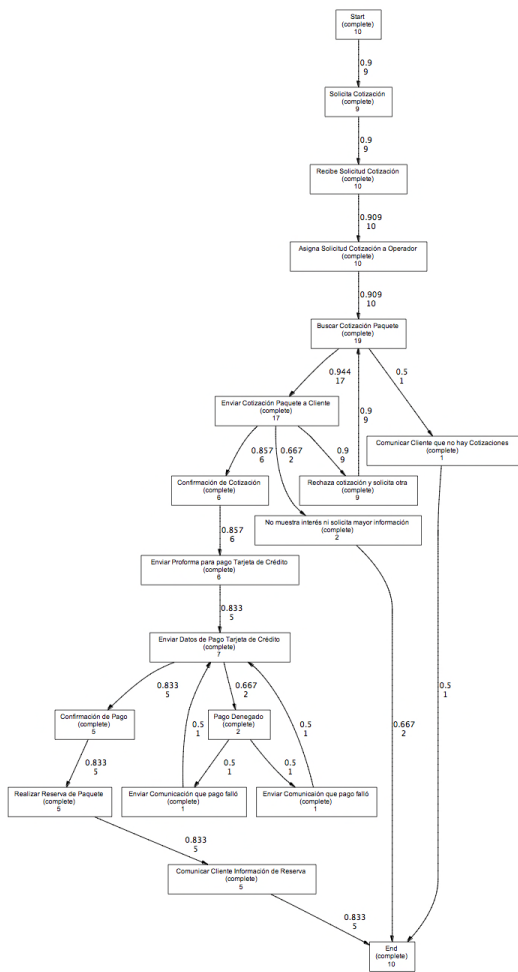 Start
(complete)
10
0.9
9
Solicita Cotización
(complete)
9
0.9
9
Recibe Solicitud Cotización
(complete)
10
0.909
10
Asigna Solicitud Cotización a Operador
(complete)
10
0.909
10
Buscar Cotización Paquete
(complete)
19
0.944
17
0.5
1
0.9
9
Enviar Cotización Paquete a Cliente
(complete)
17
Comunicar Cliente que no hay Cotizaciones
(complete)
1
0.857
6
0.667
2
0.9
9
Confirmación de Cotización
(complete)
6
Rechaza cotización y solicita otra
(complete)
9
No muestra interés ni solicita mayor información
(complete)
2
0.857
6
Enviar Proforma para pago Tarjeta de Crédito
(complete)
6
0.833
5
Enviar Datos de Pago Tarjeta de Crédito
(complete)
7
0.833
5
0.667
2
0.5
1
Confirmación de Pago
(complete)
5
Pago Denegado
(complete)
2
0.5
1
0.5
1
0.667
2
0.833
5
0.5
1
0.5
1
Realizar Reserva de Paquete
(complete)
5
Enviar Comunicación que pago falló
(complete)
1
Enviar Comunicaión que pago falló
(complete)
1
0.833
5
Comunicar Cliente Información de Reserva
(complete)
5
0.833
5
End
(complete)
10